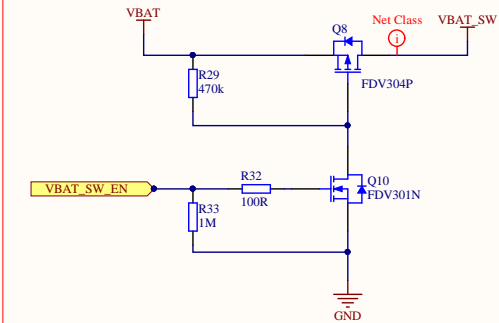 VBAT
Q8
Net Class
VBAT_SW
i
R29
470k
FDV304P
VBAT_SW_EN
R32
100R
Q10
FDV301N
R33
1M
GND